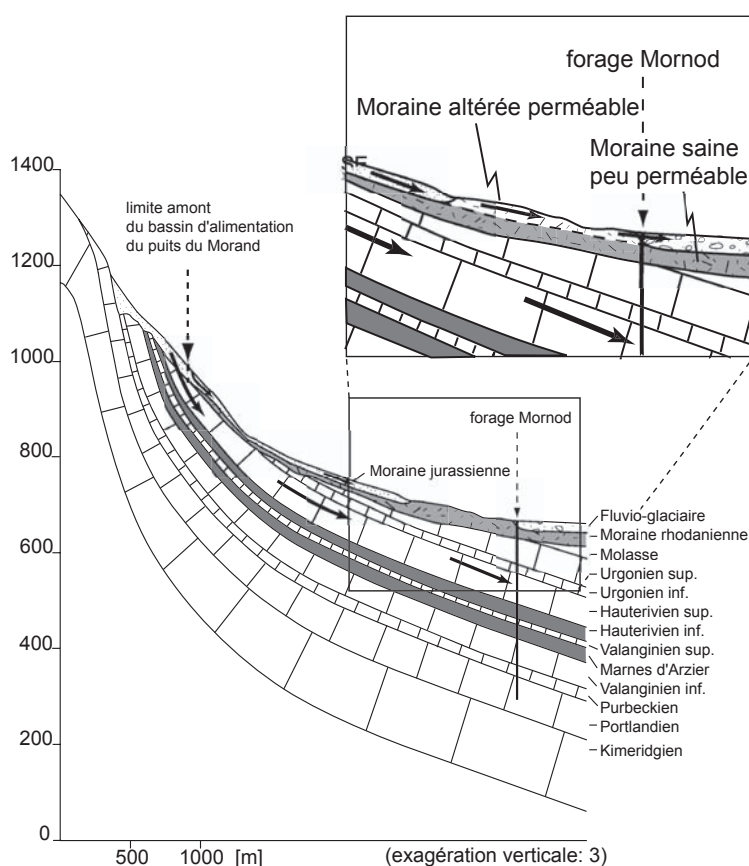 forage Mornod
Moraine altérée perméable
Moraine saine
peu perméable
1400
limite amont
du bassin d'alimentation
du puits du Morand
1200
1000
800
600
400
200
0
forage Mornod
Moraine jurassienne
Fluvio-glaciaire
Moraine rhodanienne
Molasse
Urgonien sup.
Urgonien inf.
Hauterivien sup.
Hauterivien inf.
Valanginien sup.
Marnes d'Arzier
Valanginien inf.
Purbeckien
Portlandien
Kimeridgien
500 1000 [m] (exagération verticale: 3)